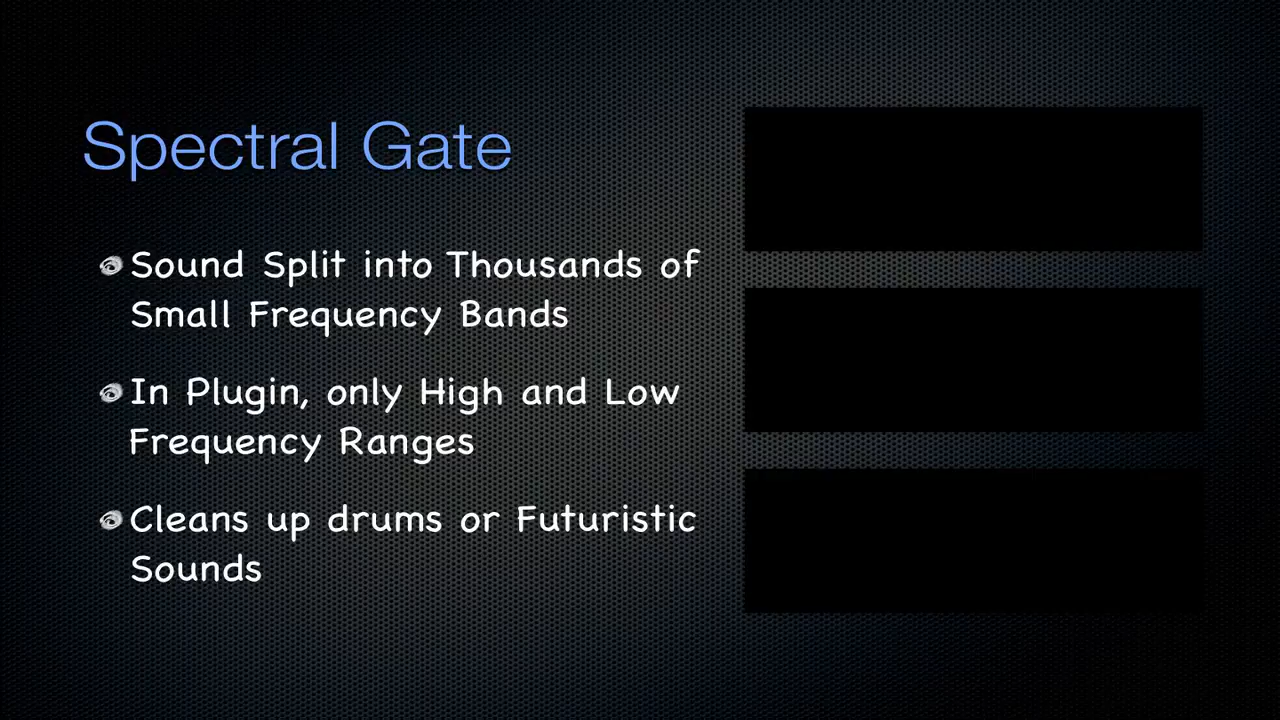 Spectral Gate
Sound Split into Thousands of
Small Frequency Bands
In Plugin, only High and Low
Frequency Ranges
Cleans up drums or Futuristic
Sounds